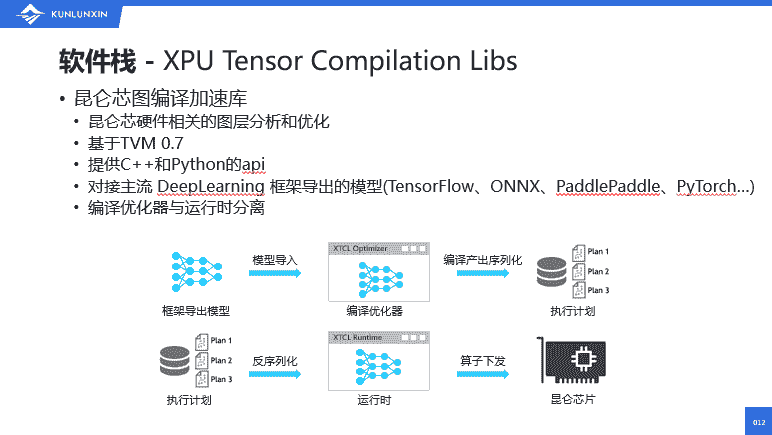 KUNLUNXIN
软件栈 - XPU Tensor Compilation Libs
• 昆仑芯图编译加速库
• 昆仑芯硬件相关的图层分析和优化
• 基于TVM 0.7
• 提供C++和Python的api
• 对接主流 DeepLearning 框架导出的模型(TensorFlow、ONNX、PaddlePaddle、PyTorch...)
• 编译优化器与运行时分离
模型导入
XTCL Optimizer
编译产出序列化
Plan 1
Plan 2
Plan 3
框架导出模型
编译优化器
执行计划
Plan 1
Plan 2
Plan 3
反序列化
XTCL Runtime
算子下发
执行计划
运行时
昆仑芯片
012